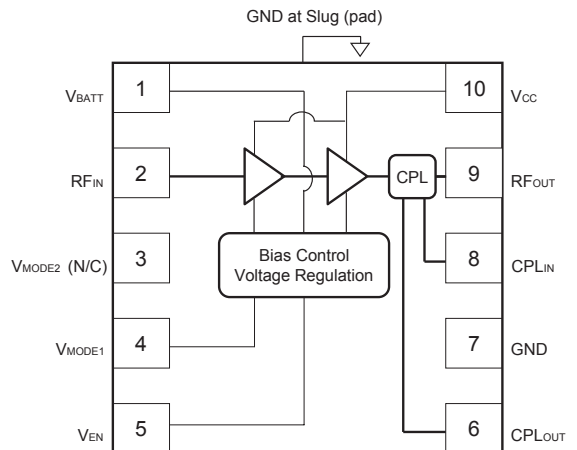 GND at Slug (pad)
VBATT 1 10 VCC
RFIN 2 CPL 9 RFOUT
VMODE2 (N/C) 3 Bias Control
Voltage Regulation 8 CPLIN
VMODE1 4 7 GND
VEN 5 6 CPLOUT